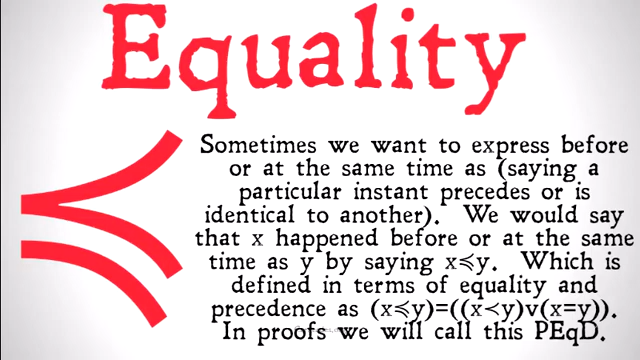 Equality
Sometimes we want to express before
or at the same time as (saying a
particular instant precedes or is
identical to another).  We would say
that x happened before or at the same
time as y by saying x≼y.  Which is
defined in terms of equality and
precedence as (x≼y)=((x≺y)v(x=y)).
In proofs we will call this PEqD.